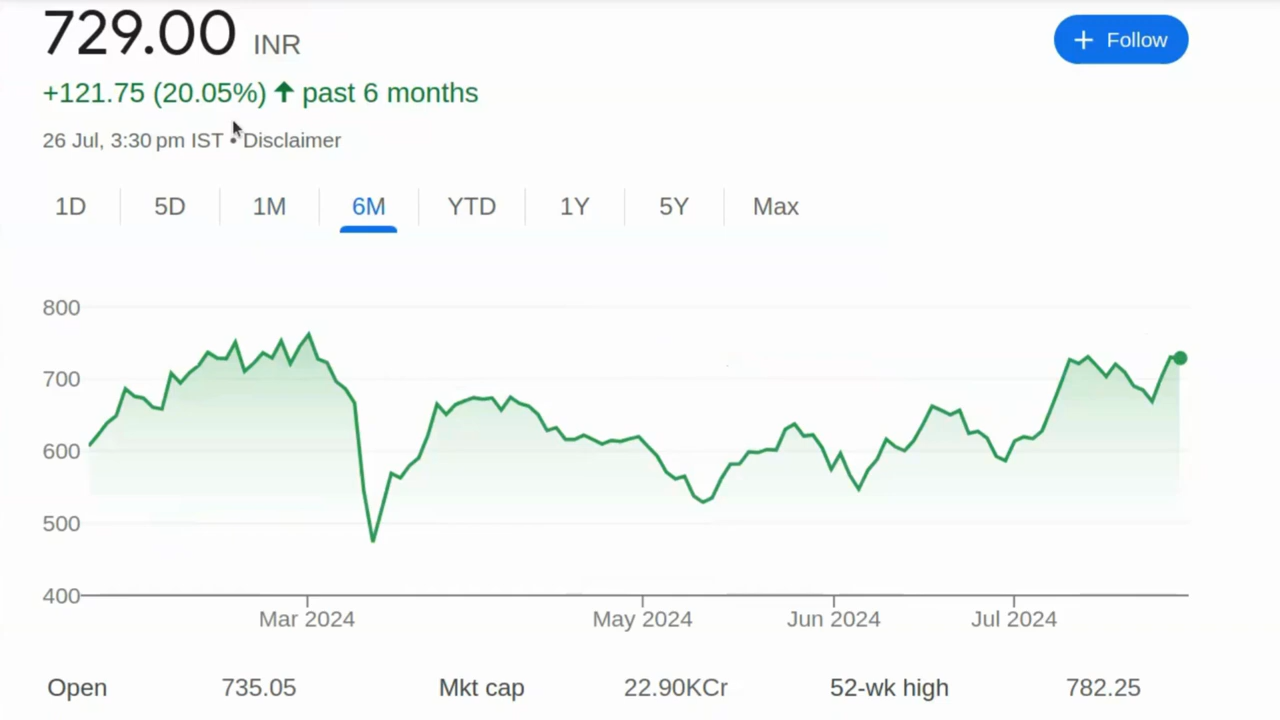 729.00 INR
+ Follow
+121.75 (20.05%) ↑ past 6 months
26 Jul, 3:30 pm IST • Disclaimer
1D 5D 1M 6M YTD 1Y 5Y Max
800
700
600
500
400
Mar 2024 May 2024 Jun 2024 Jul 2024
Open 735.05 Mkt cap 22.90KCr 52-wk high 782.25